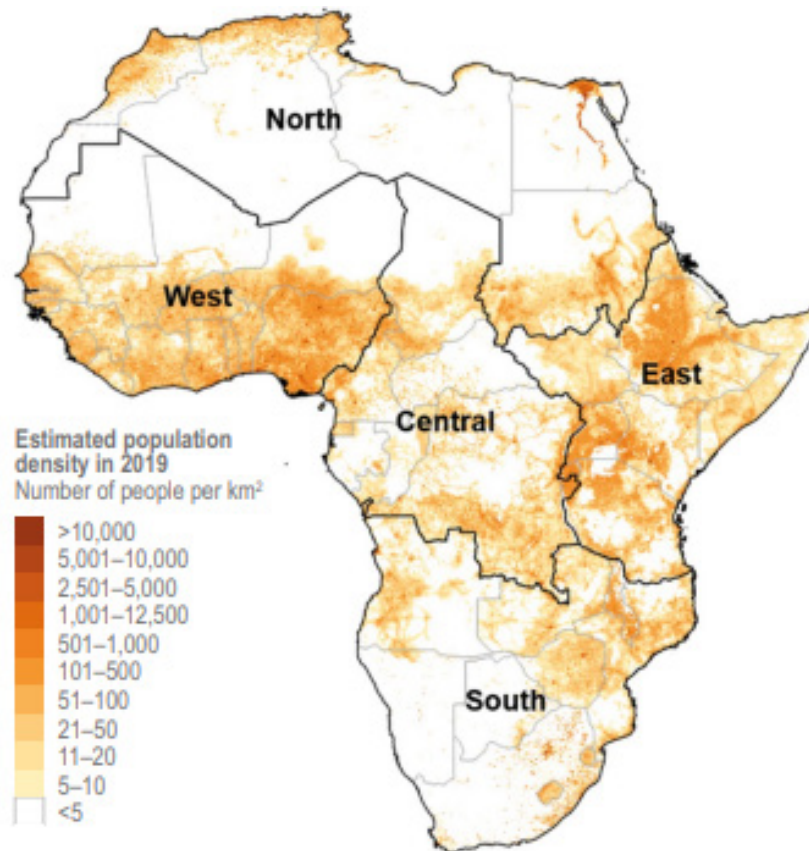 North
West
East
Central
South
Estimated population
density in 2019
Number of people per km²
>10,000
5,001–10,000
2,501–5,000
1,001–12,500
501–1,000
101–500
51–100
21–50
11–20
5–10
<5